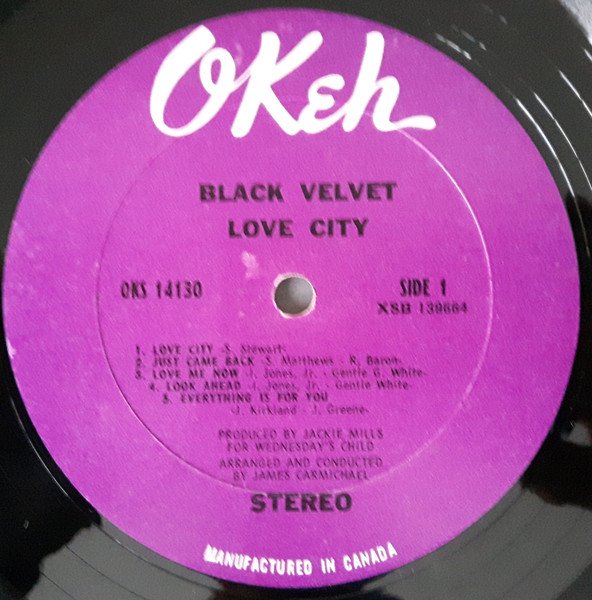 OKeh
BLACK VELVET
LOVE CITY
OKS 14130
SIDE 1
XSB 139664
1. LOVE CITY -S. Stewart-
2. JUST CAME BACK -S. Matthews - R. Baron-
3. LOVE ME NOW -I. Jones, Jr. - Gentle G. White-
4. LOOK AHEAD -I. Jones, Jr. - Gentle White-
5. EVERYTHING IS FOR YOU
-J. Kirkland - J. Greene-
PRODUCED BY JACKIE MILLS
FOR WEDNESDAY'S CHILD
ARRANGED AND CONDUCTED
BY JAMES CARMICHAEL
STEREO
MANUFACTURED IN CANADA